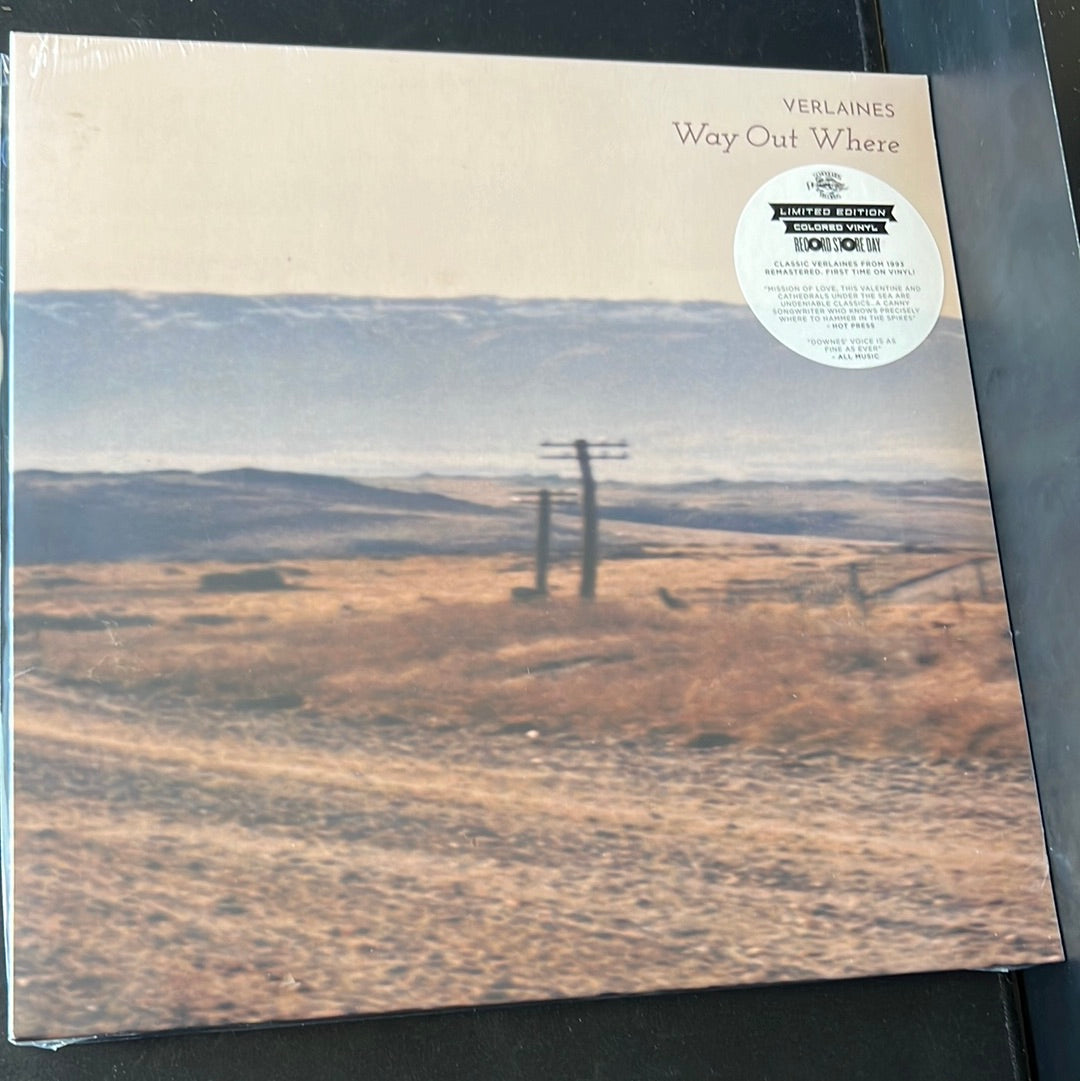 VERLAINES
Way Out Where
LIMITED EDITION
COLORED VINYL
RECORD STORE DAY
CLASSIC VERLAINES FROM 1993
REMASTERED. FIRST TIME ON VINYL!
"MISSION OF LOVE, THIS VALENTINE AND
CATHEDRALS UNDER THE SEA ARE
UNDENIABLE CLASSICS...A CANNY
SONGWRITER WHO KNOWS PRECISELY
WHERE TO HAMMER IN THE SPIKES"
- HOT PRESS
"DOWNES' VOICE IS AS
FINE AS EVER"
- ALL MUSIC